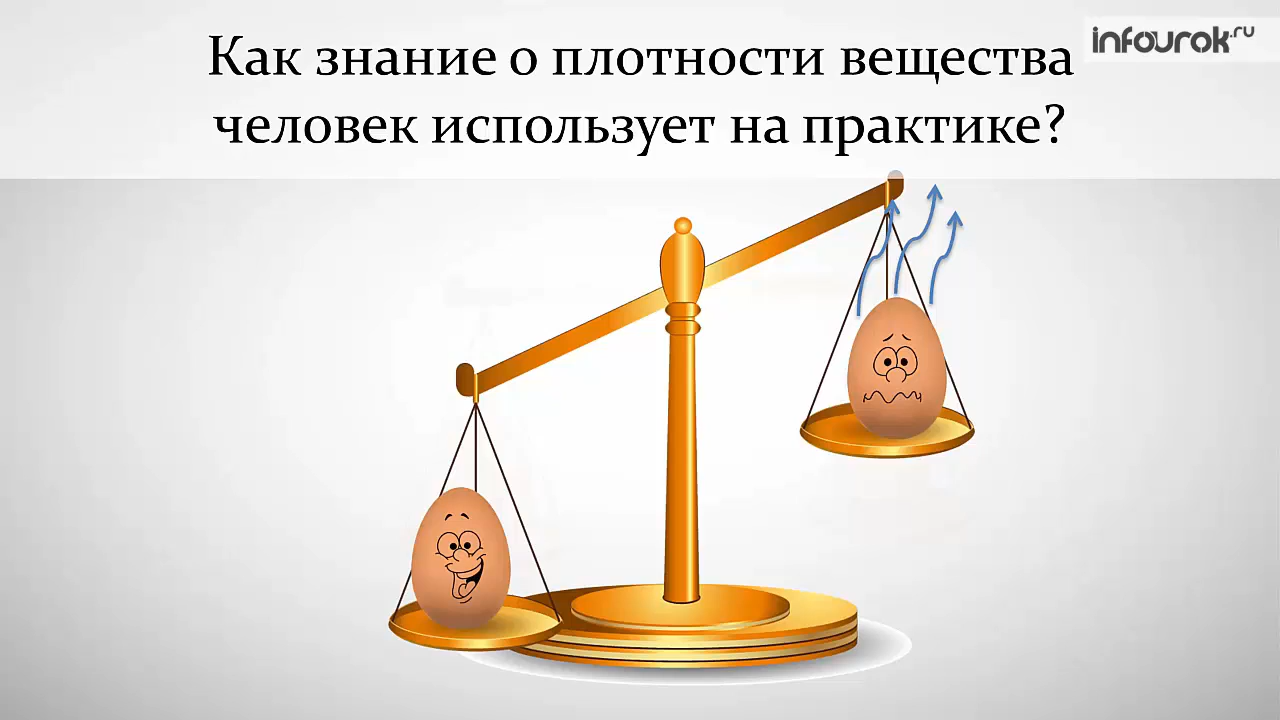 Как знание о плотности вещества
человек использует на практике?
infourok.ru